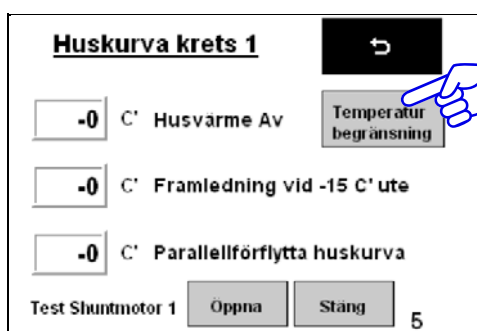 Huskurva krets 1
-0 C' Husvärme Av
Temperatur
begränsning
-0 C' Framledning vid -15 C' ute
-0 C' Parallellförflytta huskurva
Test Shuntmotor 1 Öppna Stäng 5